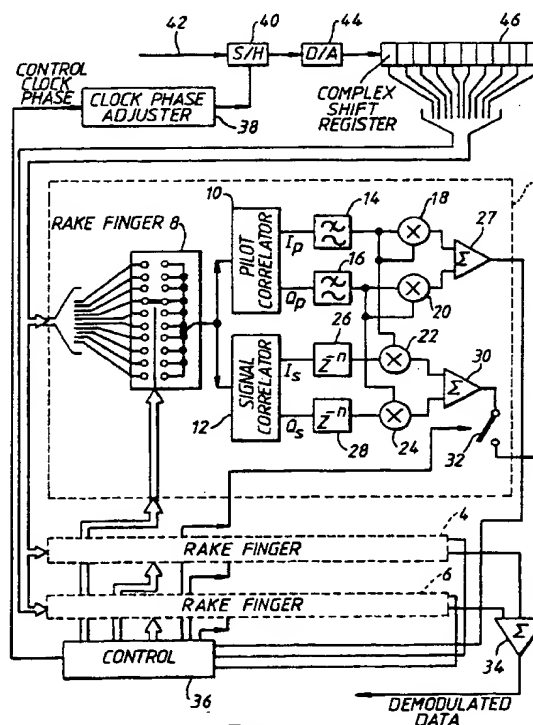 42
40
44
46
S/H
D/A
CONTROL
CLOCK
PHASE
CLOCK PHASE
ADJUSTER
38
COMPLEX
SHIFT
REGISTER
RAKE FINGER 8
10
PILOT
CORRELATOR
Ip
Qp
14
16
18
20
27
Σ
SIGNAL
CORRELATOR
12
Is
Qs
26
Z⁻ⁿ
Z⁻ⁿ
28
22
24
30
Σ
32
4
RAKE FINGER
6
RAKE FINGER
CONTROL
36
Σ
34
DEMODULATED
DATA